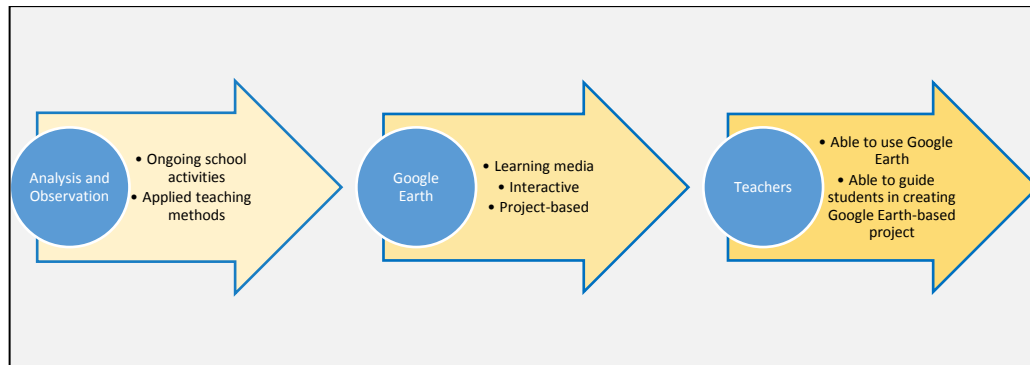 Analysis and
Observation
• Ongoing school
activities
• Applied teaching
methods
Google
Earth
• Learning media
• Interactive
• Project-based
Teachers
• Able to use Google
Earth
• Able to guide
students in creating
Google Earth-based
project